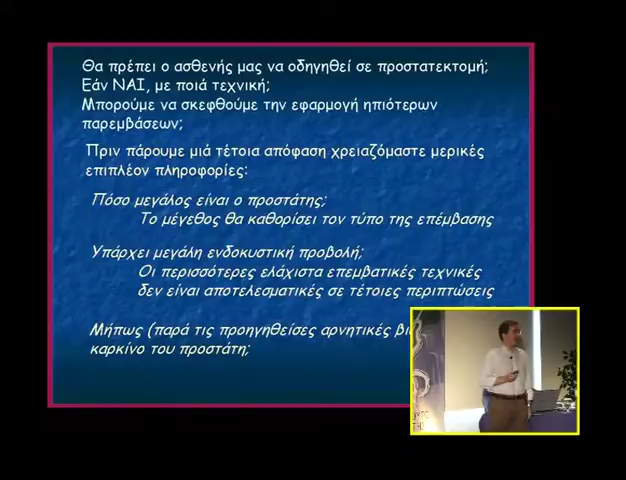 Θα πρέπει ο ασθενής μας να οδηγηθεί σε προστατεκτομή;
Εάν ΝΑΙ, με ποιά τεχνική;
Μπορούμε να σκεφθούμε την εφαρμογή ηπιότερων
παρεμβάσεων;
Πριν πάρουμε μιά τέτοια απόφαση χρειαζόμαστε μερικές
επιπλέον πληροφορίες:
Πόσο μεγάλος είναι ο προστάτης;
Το μέγεθος θα καθορίσει τον τύπο της επέμβασης
Υπάρχει μεγάλη ενδοκυστική προβολή;
Οι περισσότερες ελάχιστα επεμβατικές τεχνικές
δεν είναι αποτελεσματικές σε τέτοιες περιπτώσεις
Μήπως (παρά τις προηγηθείσες αρνητικές
καρκίνο του προστάτη;